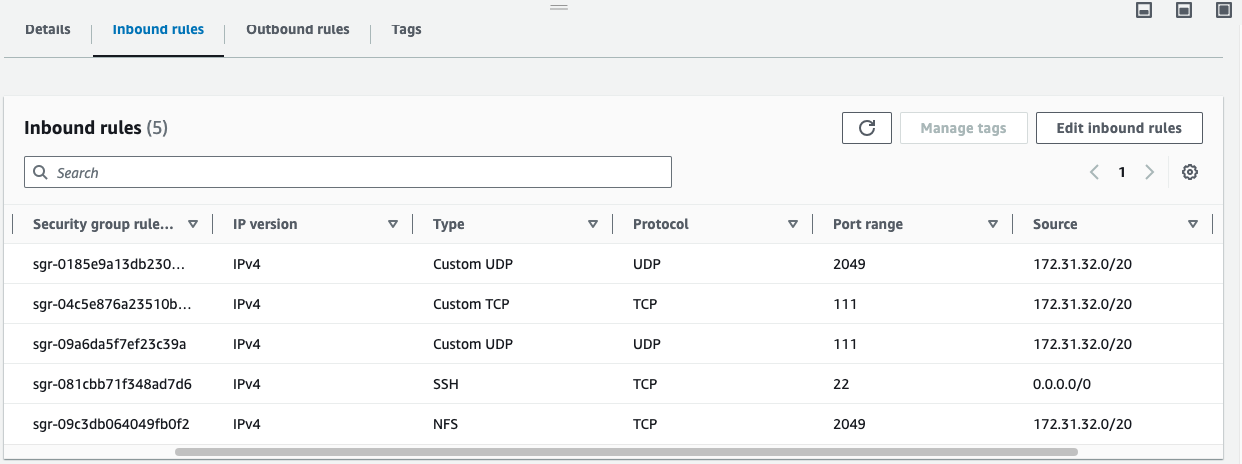 Details Inbound rules Outbound rules Tags
Inbound rules (5) Manage tags Edit inbound rules
Search 1
Security group rule... IP version Type Protocol Port range Source
sgr-0185e9a13db230... IPv4 Custom UDP UDP 2049 172.31.32.0/20
sgr-04c5e876a23510b... IPv4 Custom TCP TCP 111 172.31.32.0/20
sgr-09a6da5f7ef23c39a IPv4 Custom UDP UDP 111 172.31.32.0/20
sgr-081cbb71f348ad7d6 IPv4 SSH TCP 22 0.0.0.0/0
sgr-09c3db064049fb0f2 IPv4 NFS TCP 2049 172.31.32.0/20